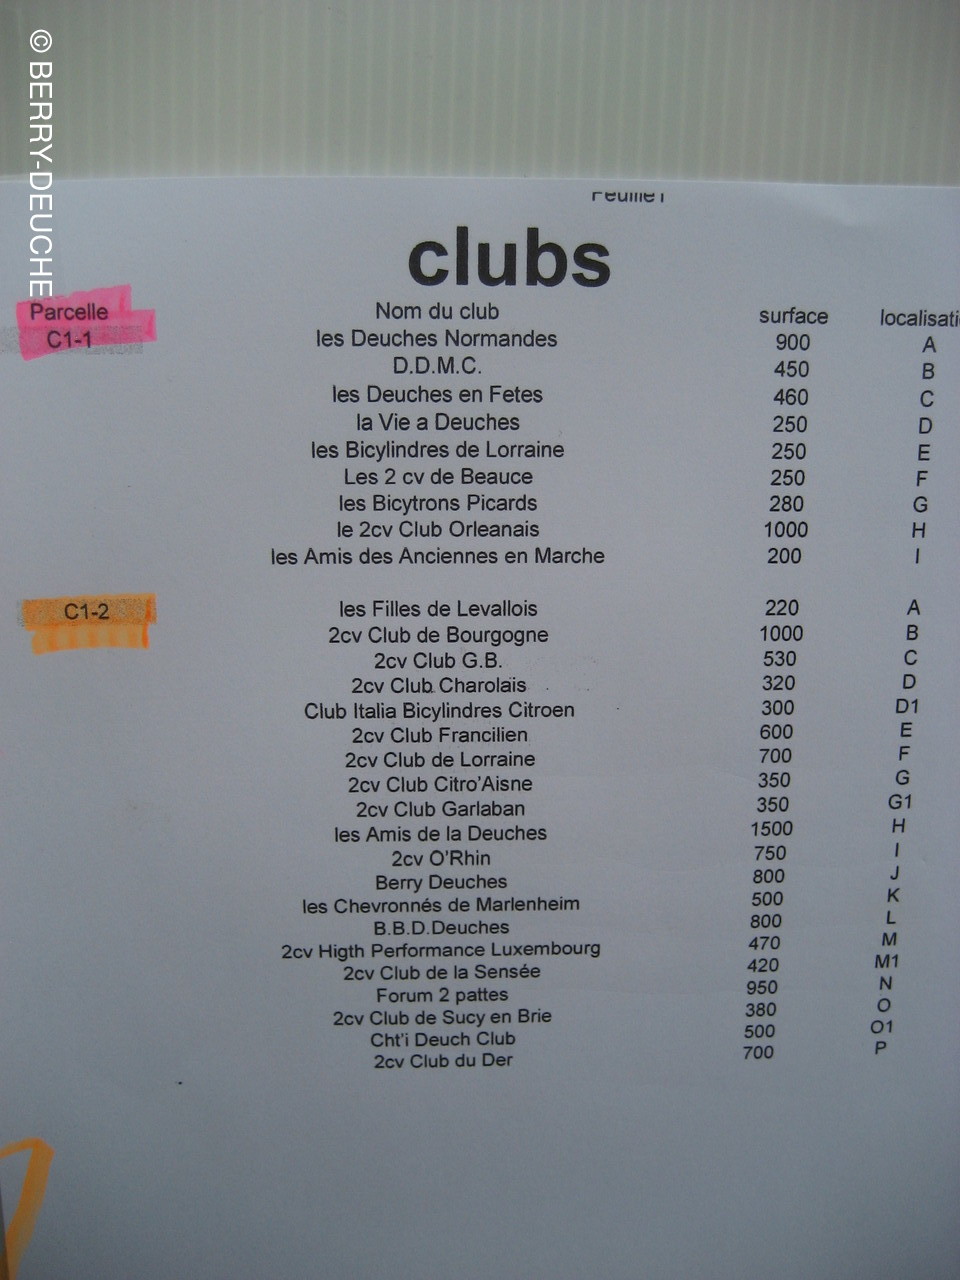 © BERRY-DEUCHE
Feuille1
clubs
Parcelle Nom du club surface localisati
C1-1 les Deuches Normandes 900 A
D.D.M.C. 450 B
les Deuches en Fetes 460 C
la Vie a Deuches 250 D
les Bicylindres de Lorraine 250 E
Les 2 cv de Beauce 250 F
les Bicytrons Picards 280 G
le 2cv Club Orleanais 1000 H
les Amis des Anciennes en Marche 200 I
C1-2 les Filles de Levallois 220 A
2cv Club de Bourgogne 1000 B
2cv Club G.B. 530 C
2cv Club Charolais 320 D
Club Italia Bicylindres Citroen 300 D1
2cv Club Francilien 600 E
2cv Club de Lorraine 700 F
2cv Club Citro'Aisne 350 G
2cv Club Garlaban 350 G1
les Amis de la Deuches 1500 H
2cv O'Rhin 750 I
Berry Deuches 800 J
les Chevronnés de Marlenheim 500 K
B.B.D.Deuches 800 L
2cv Higth Performance Luxembourg 470 M
2cv Club de la Sensée 420 M1
Forum 2 pattes 950 N
2cv Club de Sucy en Brie 380 O
Cht'i Deuch Club 500 O1
2cv Club du Der 700 P